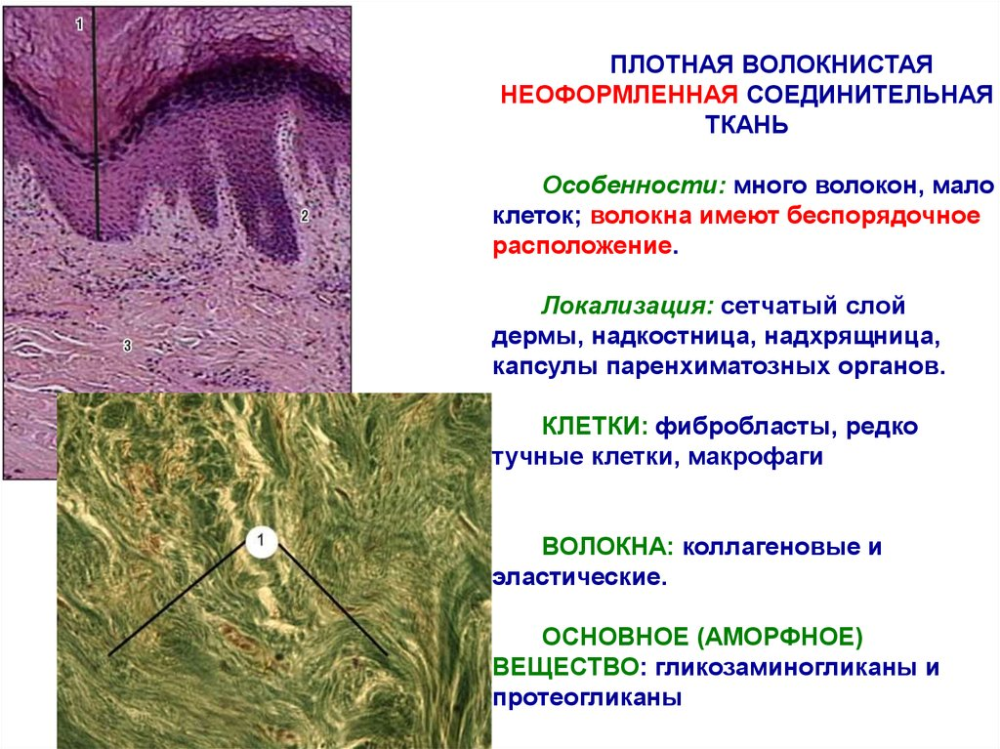 1
2
3
1
ПЛОТНАЯ ВОЛОКНИСТАЯ
НЕОФОРМЛЕННАЯ СОЕДИНИТЕЛЬНАЯ
ТКАНЬ
Особенности: много волокон, мало
клеток; волокна имеют беспорядочное
расположение.
Локализация: сетчатый слой
дермы, надкостница, надхрящница,
капсулы паренхиматозных органов.
КЛЕТКИ: фибробласты, редко
тучные клетки, макрофаги
ВОЛОКНА: коллагеновые и
эластические.
ОСНОВНОЕ (АМОРФНОЕ)
ВЕЩЕСТВО: гликозаминогликаны и
протеогликаны